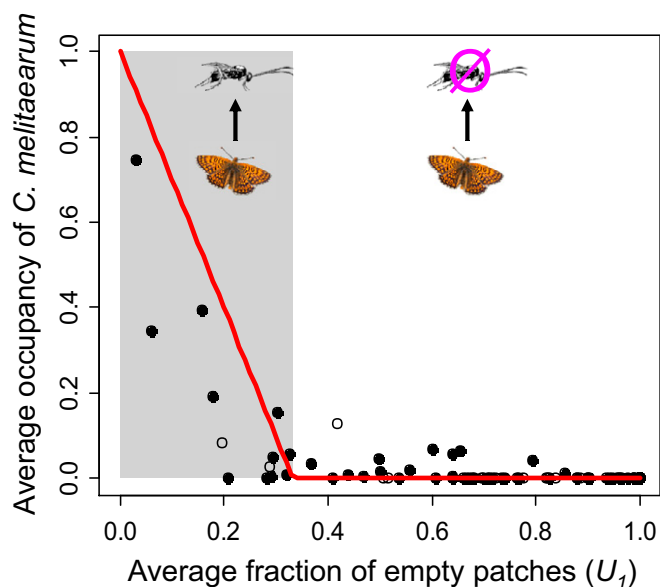 Average occupancy of C. melitaearum
1.0
0.8
0.6
0.4
0.2
0.0
0.0 0.2 0.4 0.6 0.8 1.0
Average fraction of empty patches (U1)